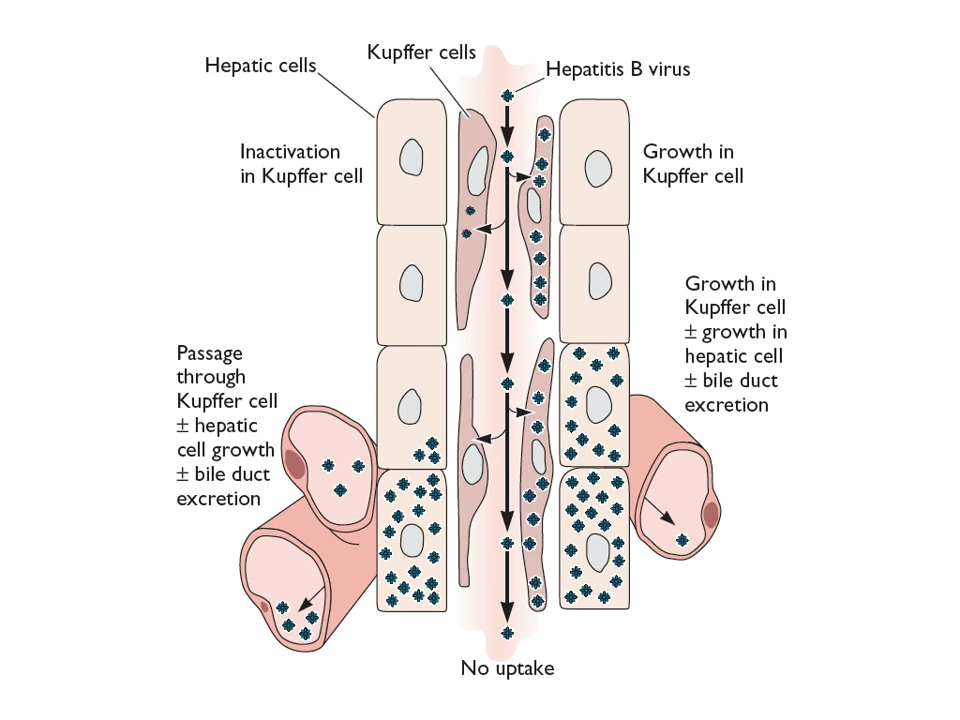 Kupffer cells
Hepatic cells
Hepatitis B virus
Inactivation
in Kupffer cell
Growth in
Kupffer cell
Growth in
Kupffer cell
± growth in
hepatic cell
± bile duct
excretion
Passage
through
Kupffer cell
± hepatic
cell growth
± bile duct
excretion
No uptake